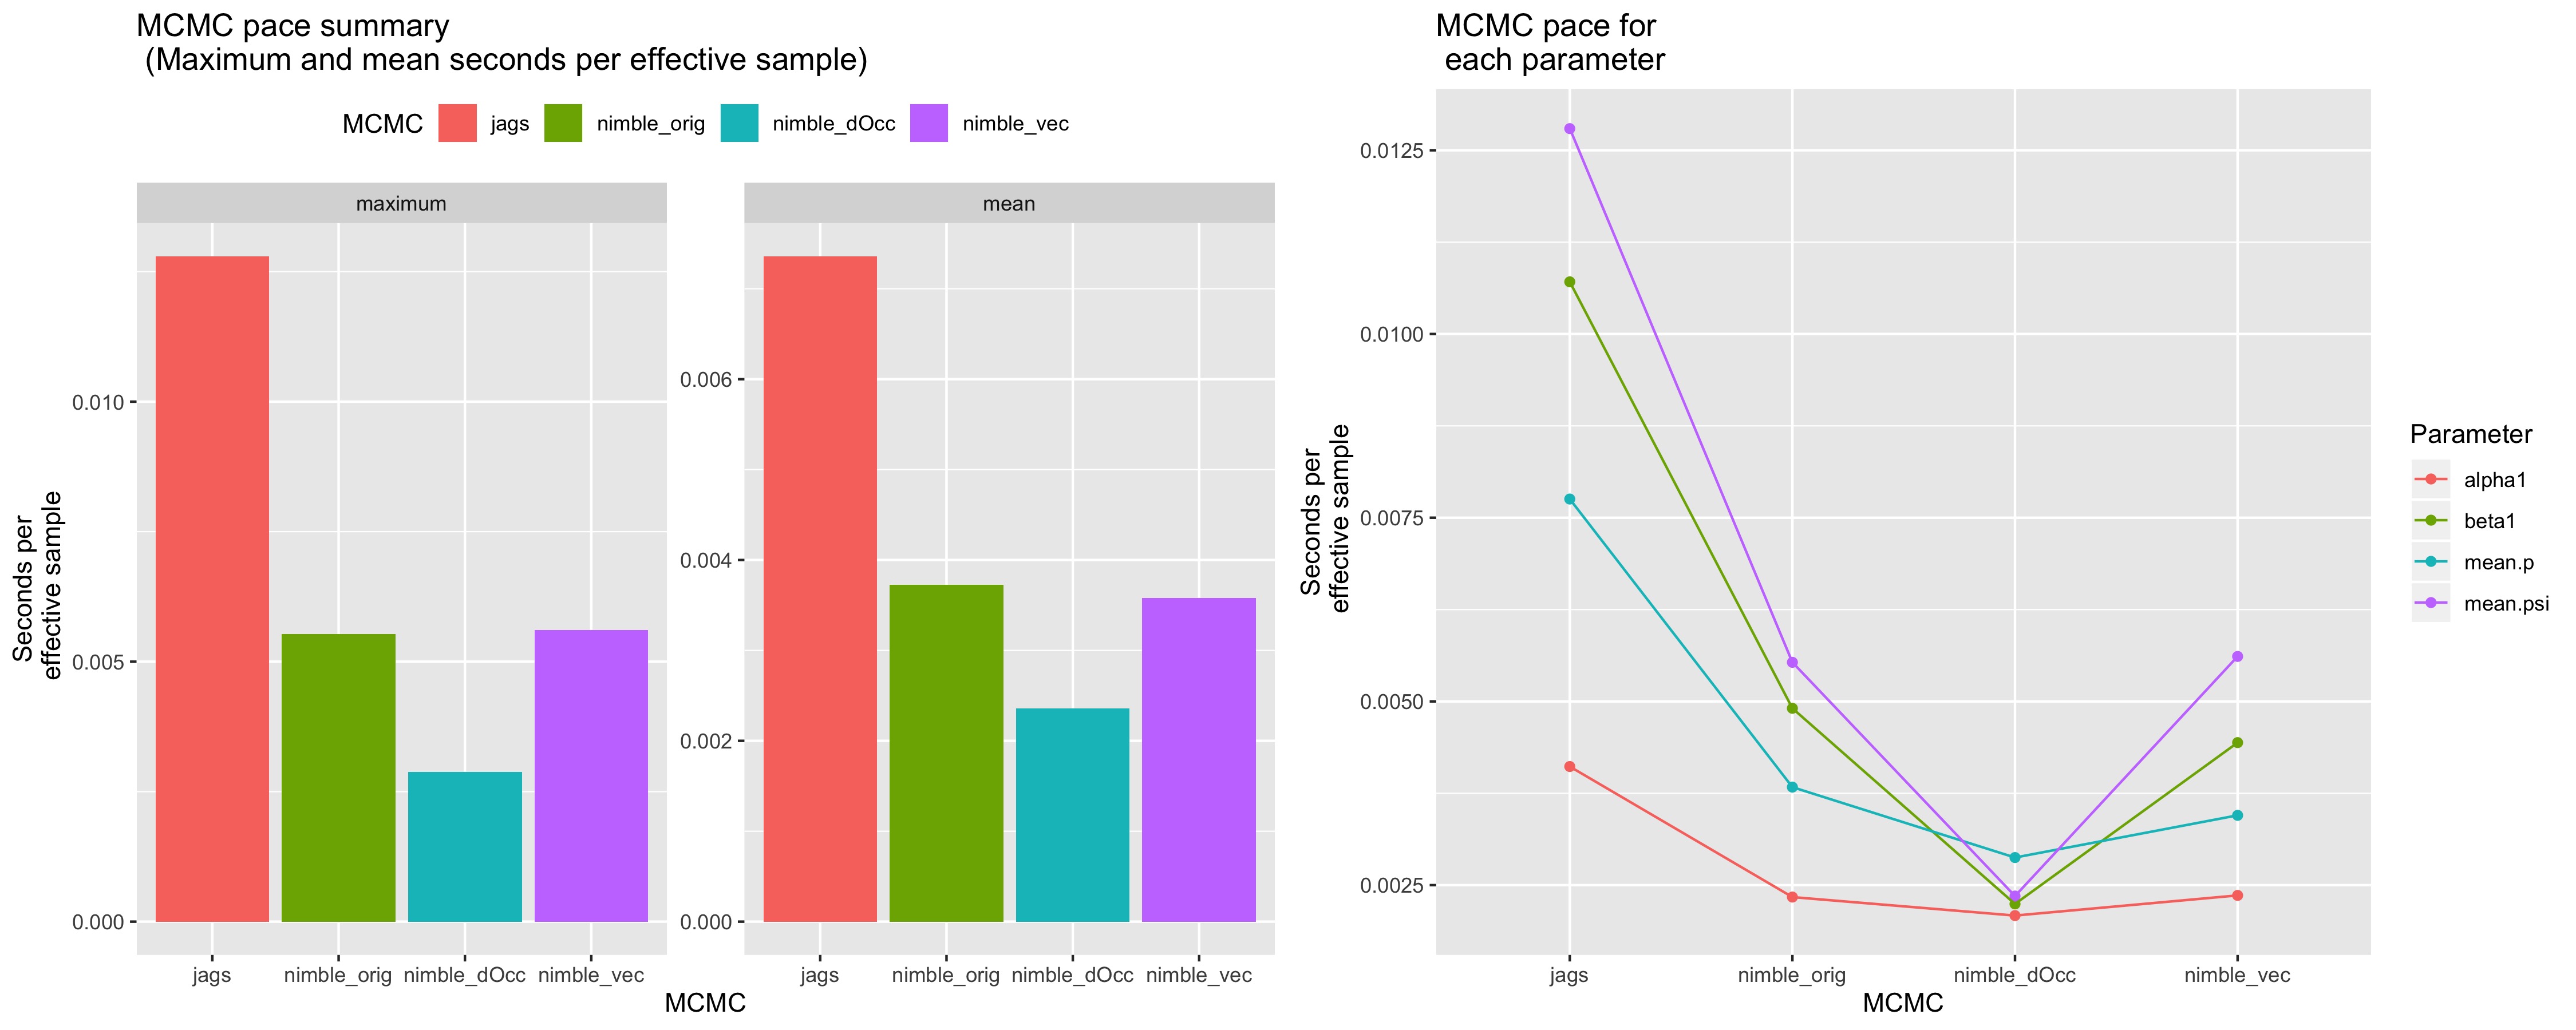 MCMC pace summary
(Maximum and mean seconds per effective sample)
MCMC jags nimble_orig nimble_dOcc nimble_vec
maximum
mean
Seconds per
effective sample
0.010
0.005
0.000
0.006
0.004
0.002
0.000
jags nimble_orig nimble_dOcc nimble_vec
jags nimble_orig nimble_dOcc nimble_vec
MCMC
MCMC pace for
each parameter
Seconds per
effective sample
0.0125
0.0100
0.0075
0.0050
0.0025
jags nimble_orig nimble_dOcc nimble_vec
MCMC
Parameter
alpha1
beta1
mean.p
mean.psi